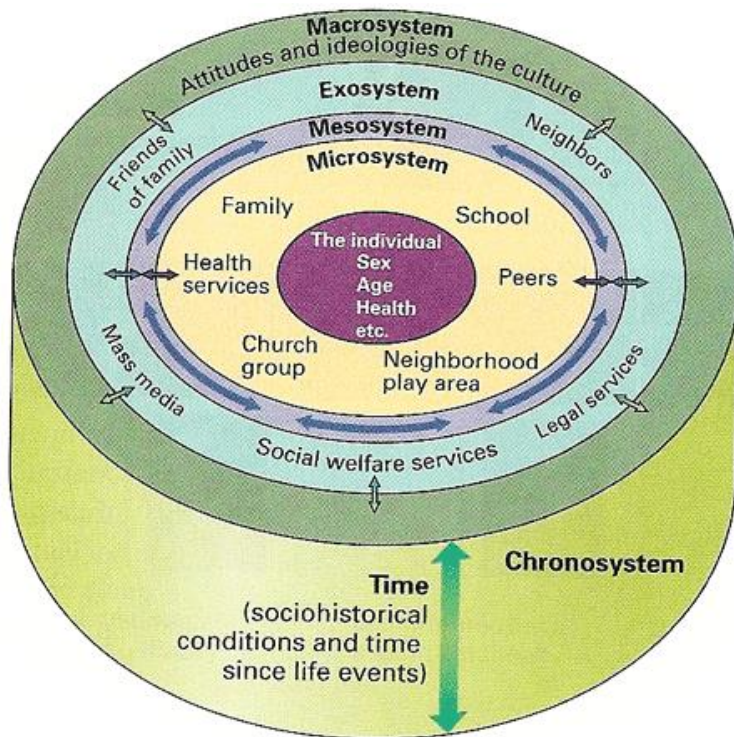 Macrosystem
Attitudes and ideologies of the culture
Exosystem
Mesosystem
Microsystem
Friends
of family
Neighbors
Family
School
The individual
Sex
Age
Health
etc.
Health
services
Peers
Church
group
Neighborhood
play area
Mass media
Social welfare services
Legal services
Chronosystem
Time
(sociohistorical
conditions and time
since life events)